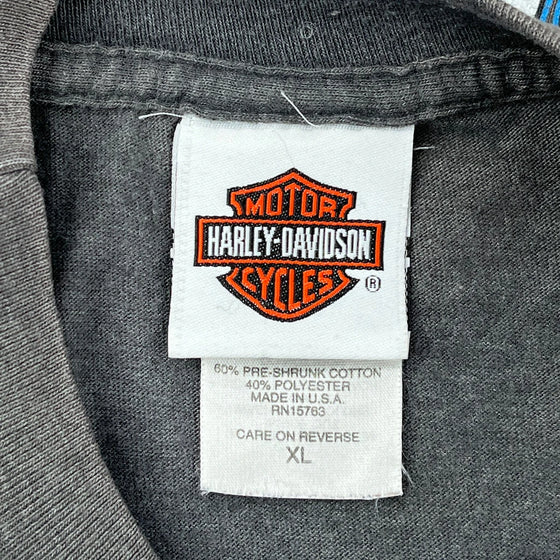 MOTOR
HARLEY-DAVIDSON
CYCLES
®
60% PRE-SHRUNK COTTON
40% POLYESTER
MADE IN U.S.A.
RN15763
CARE ON REVERSE
XL